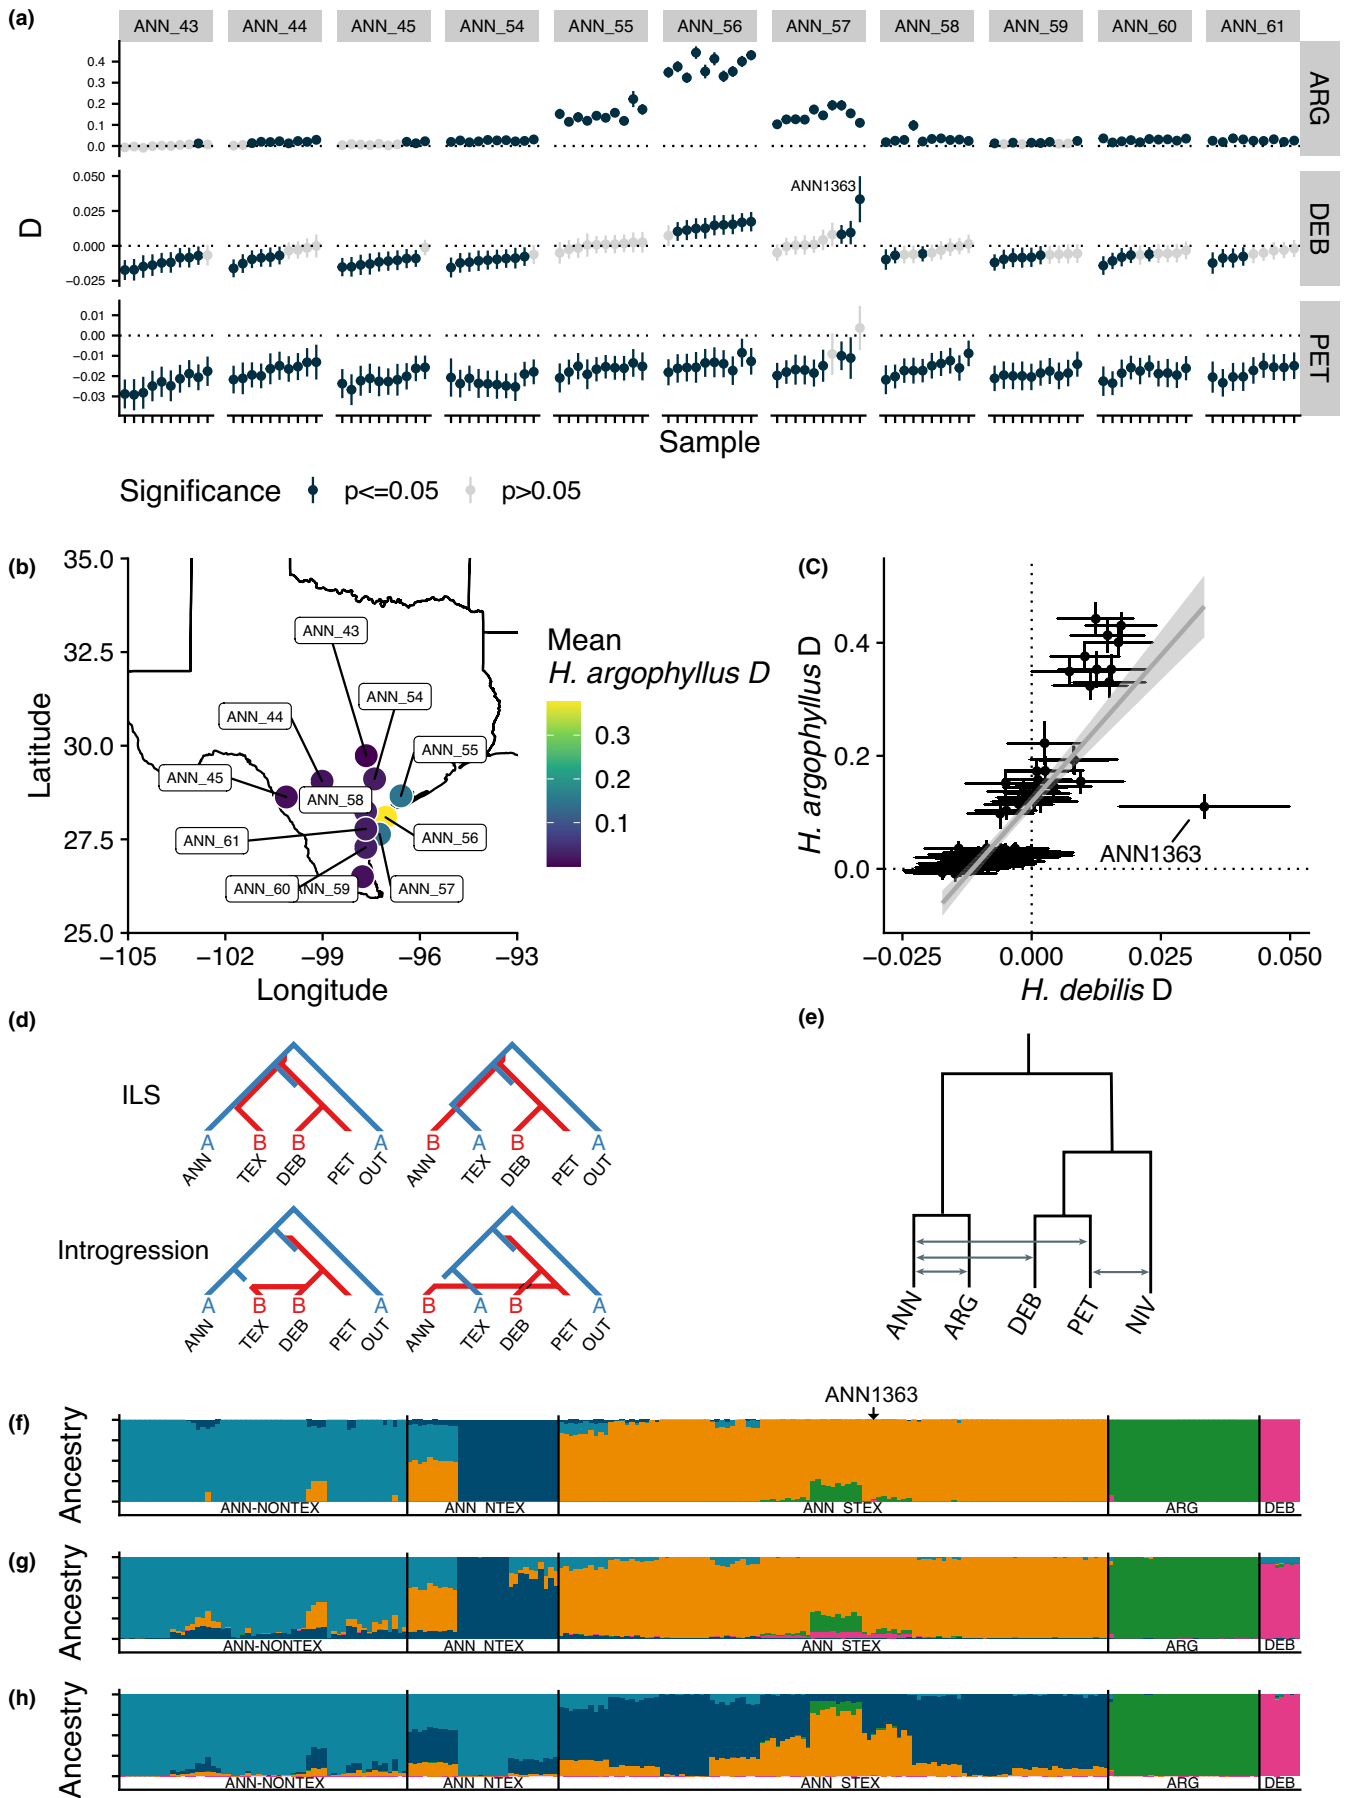 (a)
ANN_43 ANN_44 ANN_45 ANN_54 ANN_55 ANN_56 ANN_57 ANN_58 ANN_59 ANN_60 ANN_61
0.4
0.3
0.2
0.1
0.0
ARG
0.050
0.025
0.000
−0.025
ANN1363
DEB
D
0.01
0.00
−0.01
−0.02
−0.03
PET
Sample
Significance p<=0.05 p>0.05
(b)
35.0
32.5
30.0
27.5
25.0
Latitude
ANN_43
ANN_54
ANN_44
ANN_55
ANN_45
ANN_58
ANN_61
ANN_56
ANN_60
NN_59
ANN_57
−105 −102 −99 −96 −93
Longitude
Mean
H. argophyllus D
0.3
0.2
0.1
(C)
H. argophyllus D
0.4
0.2
0.0
ANN1363
−0.025 0.000 0.025 0.050
H. debilis D
(d)
ILS
A B B A
ANN TEX DEB PET OUT
B A B A
ANN TEX DEB PET OUT
Introgression
A B B A
ANN TEX DEB PET OUT
B A B A
ANN TEX DEB PET OUT
(e)
ANN ARG DEB PET NIV
ANN1363
(f)
Ancestry
ANN-NONTEX ANN_NTEX ANN_STEX ARG DEB
(g)
Ancestry
ANN-NONTEX ANN_NTEX ANN_STEX ARG DEB
(h)
Ancestry
ANN-NONTEX ANN_NTEX ANN_STEX ARG DEB